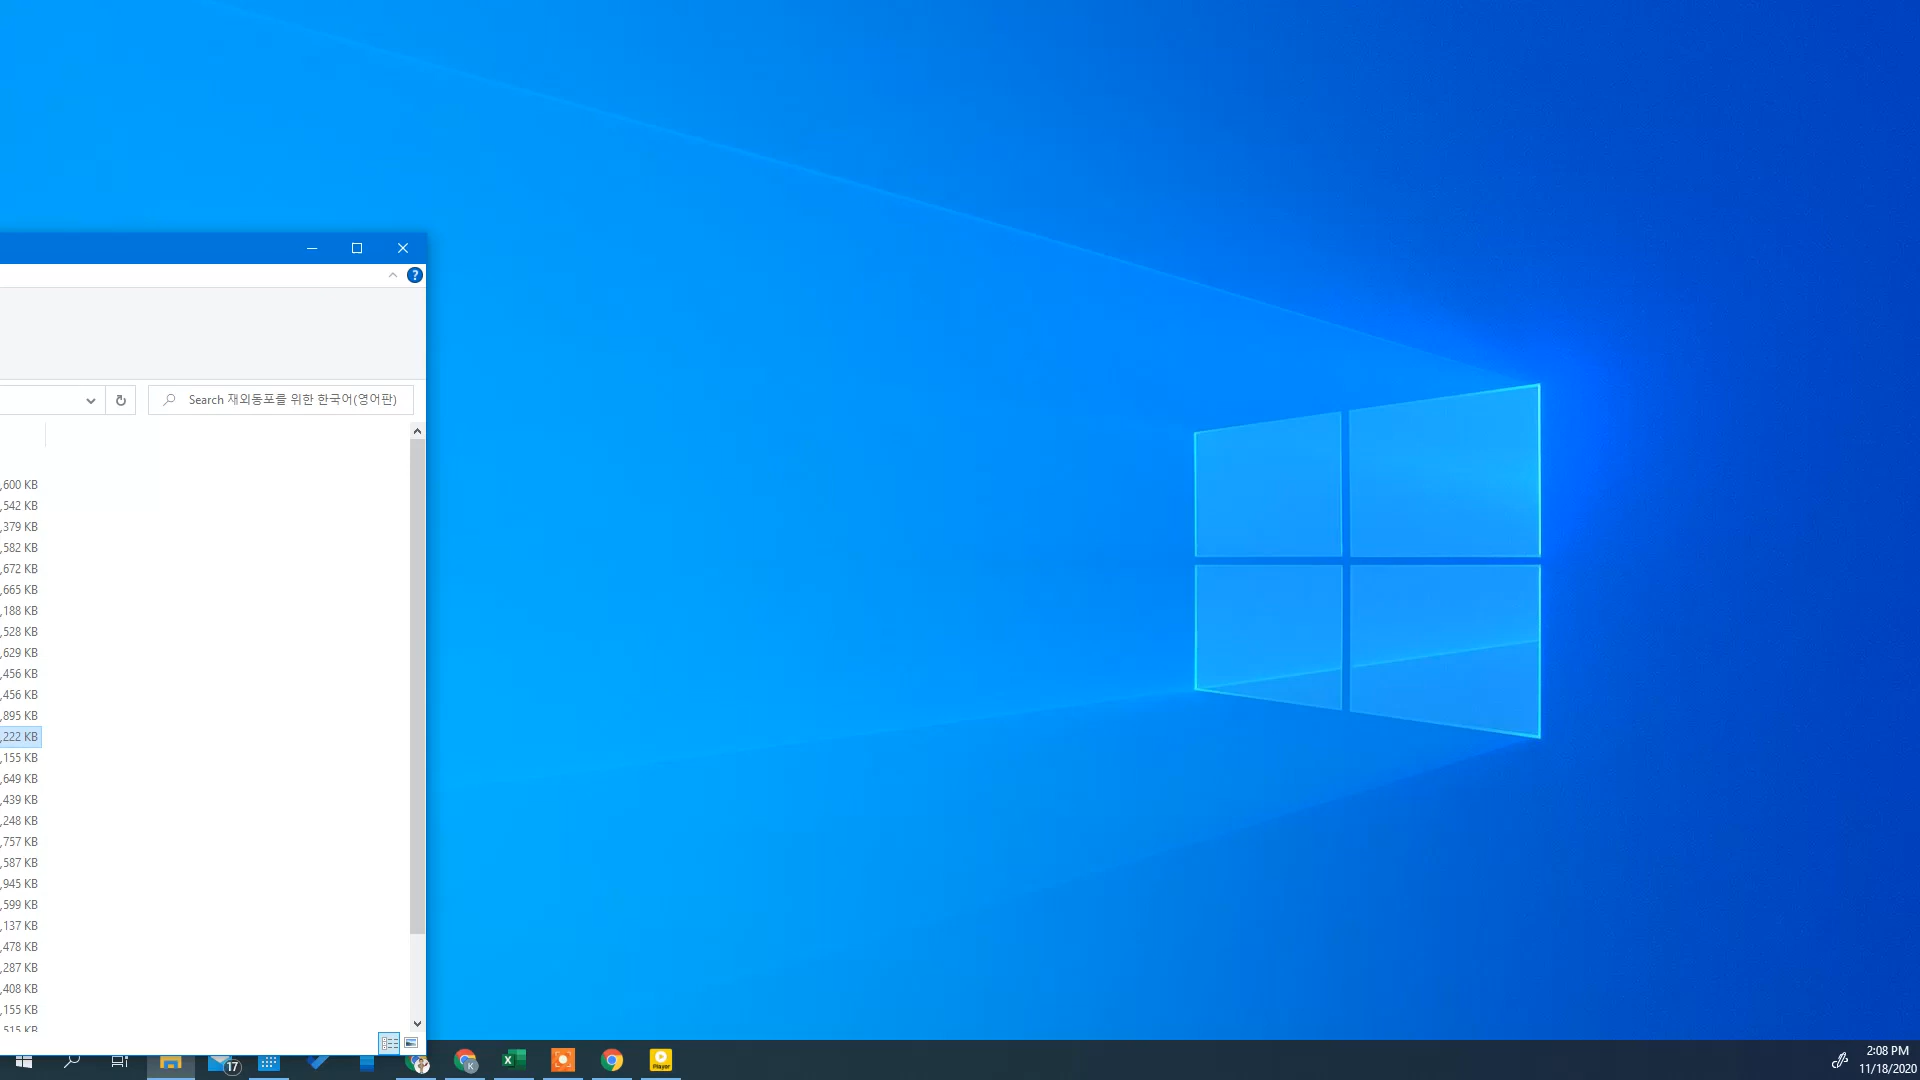 ?
Search 재외동포를 위한 한국어(영어판)
,600 KB
,542 KB
,379 KB
,582 KB
,672 KB
,665 KB
,188 KB
,528 KB
,629 KB
,456 KB
,456 KB
,895 KB
,222 KB
,155 KB
,649 KB
,439 KB
,248 KB
,757 KB
,587 KB
,945 KB
,599 KB
,137 KB
,478 KB
,287 KB
,408 KB
,155 KB
,515 KB
17
K
X
Player
2:08 PM
11/18/2020